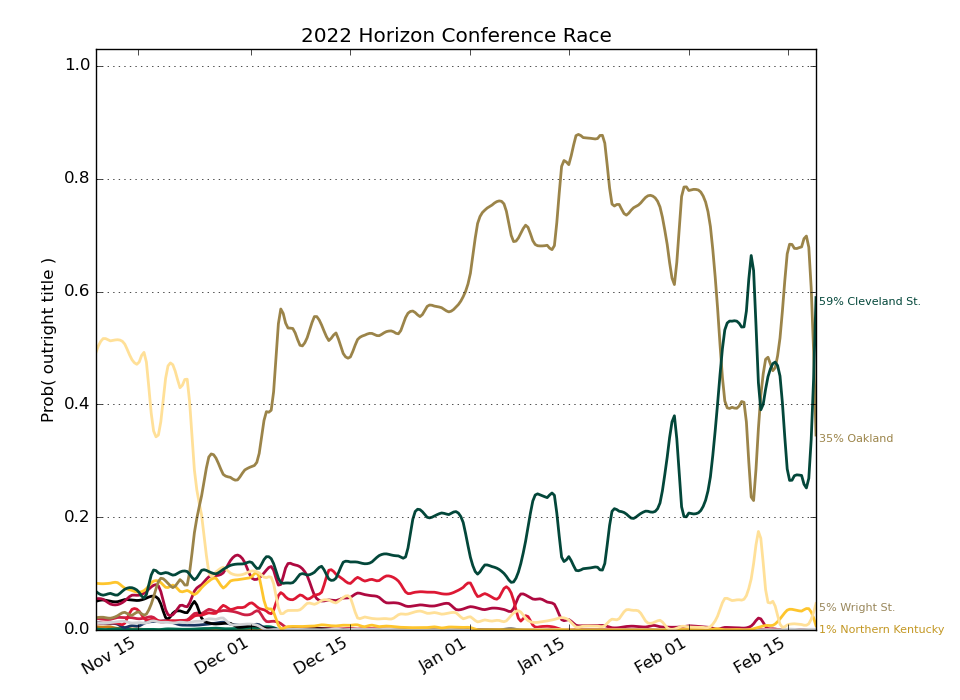 2022 Horizon Conference Race
Prob( outright title )
1.0
0.8
0.6
0.4
0.2
0.0
Nov 15
Dec 01
Dec 15
Jan 01
Jan 15
Feb 01
Feb 15
59% Cleveland St.
35% Oakland
5% Wright St.
1% Northern Kentucky